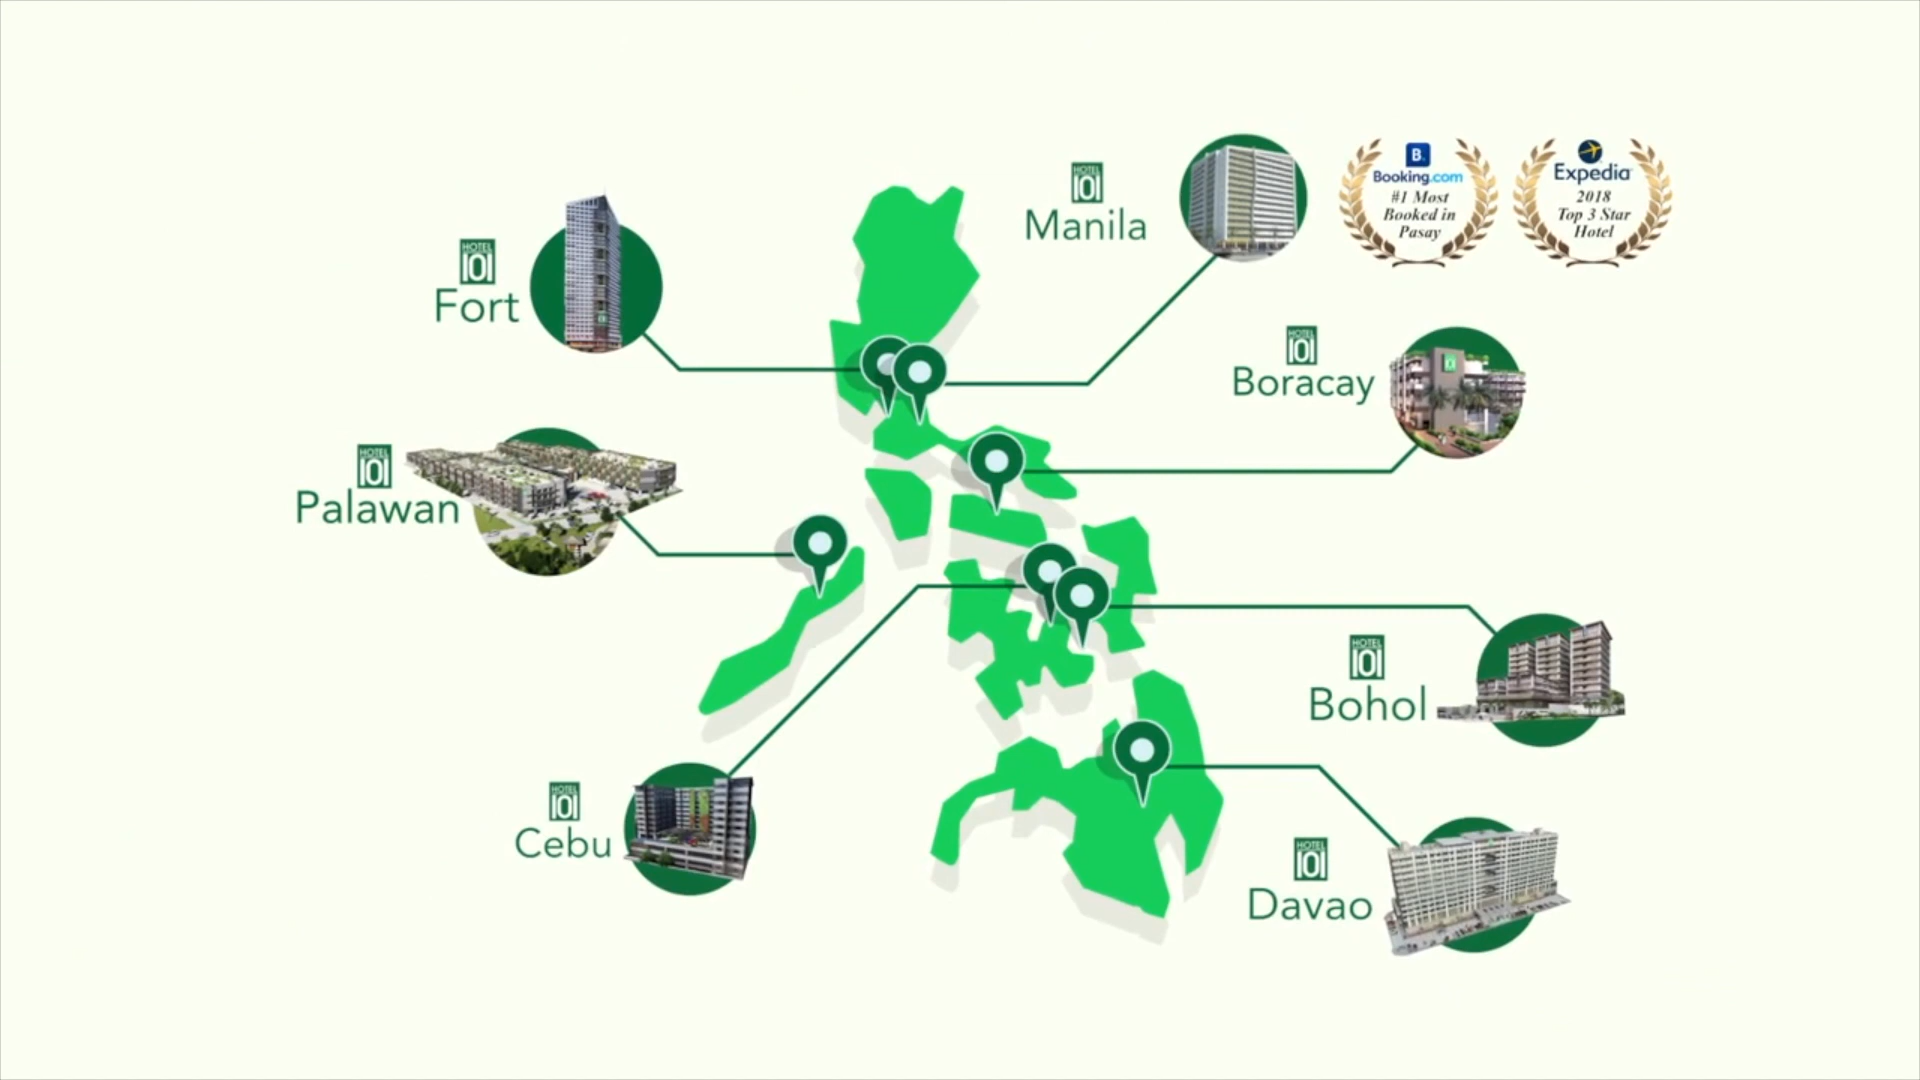 HOTEL
101
Manila
B.
Booking.com
#1 Most
Booked in
Pasay
Expedia
2018
Top 3 Star
Hotel
HOTEL
101
Fort
HOTEL
101
Boracay
HOTEL
101
Palawan
HOTEL
101
Bohol
HOTEL
101
Cebu
HOTEL
101
Davao